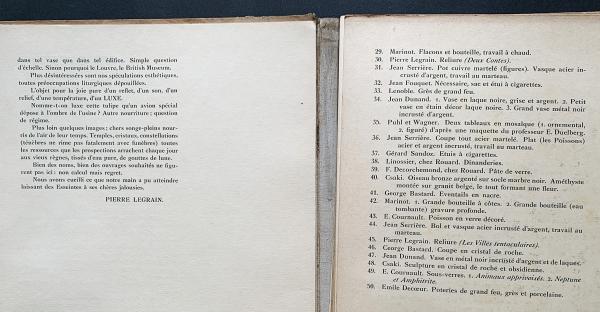 dans tel vase que dans tel édifice. Simple question
d'échelle. Sinon pourquoi le Louvre, le British Museum.
Plus désintéressées sont nos spéculations esthétiques,
toutes préoccupations liturgiques dépouillées.
L'objet pour la joie pure d'un reflet, d'un son, d'un
relief, d'une température, d'un LUXE.
Nomme-t-on luxe cette tulipe qu'un avion spécial
dépose à l'ombre de l'usine? Autre nourriture; question
de régime.
Plus loin quelques images; chers songe-plein nour-
ris de l'air de leur temps. Temples, cristaux, constellations
(ténèbres ne rime pas fatalement avec funèbres) toutes
les ressources que les prospections arrachent chaque jour
aux vieux règnes, tissés d'eau pure, de gouttes de lune.
Bien des noms, bien des ouvrages souhaités ne figu-
rent pas ici: non calcul mais regret.
Nous avons cueilli ce que notre main a pu atteindre
laissant des Esseintes à ses chères jalousies.
PIERRE LEGRAIN.
29. Marinot. Flacons et bouteille, travail à chaud.
30. Pierre Legrain. Reliure (Deux Contes).
31. Jean Serrière. Pot cuivre martelé (figures). Vasque acier in-
crusté d'argent, travail au marteau.
32. Jean Fouquet. Nécessaire, sac et étui à cigarettes.
33. Lenoble. Grès de grand feu.
34. Jean Dunand. 1. Vase en laque noire, grise et argent. 2. Petit
vase en étain décor laque noire. 3. Grand vase métal noir
incrusté d'argent.
35. Puhl et Wagner. Deux tableaux en mosaïque (1. ornemental,
2. figuré) d'après une maquette du professeur E. Duelberg.
36. Jean Serrière. Coupe tout acier martelé. Plat (les Poissons)
acier et argent incrusté, travail au marteau.
37. Gérard Sandoz. Etuis à cigarettes.
38. Linossier, chez Rouard. Dinanderies.
39. F. Decorchemond, chez Rouard. Pâte de verre.
40. Csaki. Oiseau bronze argenté sur socle marbre noir. Améthyste
montée sur granit belge, le tout formant une fleur.
41. George Bastard. Eventails en nacre.
42. Marinot. 1. Grande bouteille à côtes. 2. Grande bouteille (eau
tombante) gravure profonde.
43. E. Cournault. Poisson en verre décoré.
44. Jean Serrière. Bol et vasque acier incrusté d'argent, travail au
marteau.
45. Pierre Legrain. Reliure (Les Villes tentaculaires).
46. George Bastard. Coupe en cristal de roche.
47. Jean Dunand. Vase en métal noir incrusté d'argent et de laques.
48. Csaki. Sculpture en cristal de roche et obsidienne.
49. E. Cournault. Sous-verres. 1. Animaux apprivoisés. 2. Neptune
et Amphitrite.
50. Emile Decœur. Poteries de grand feu, grès et porcelaine.